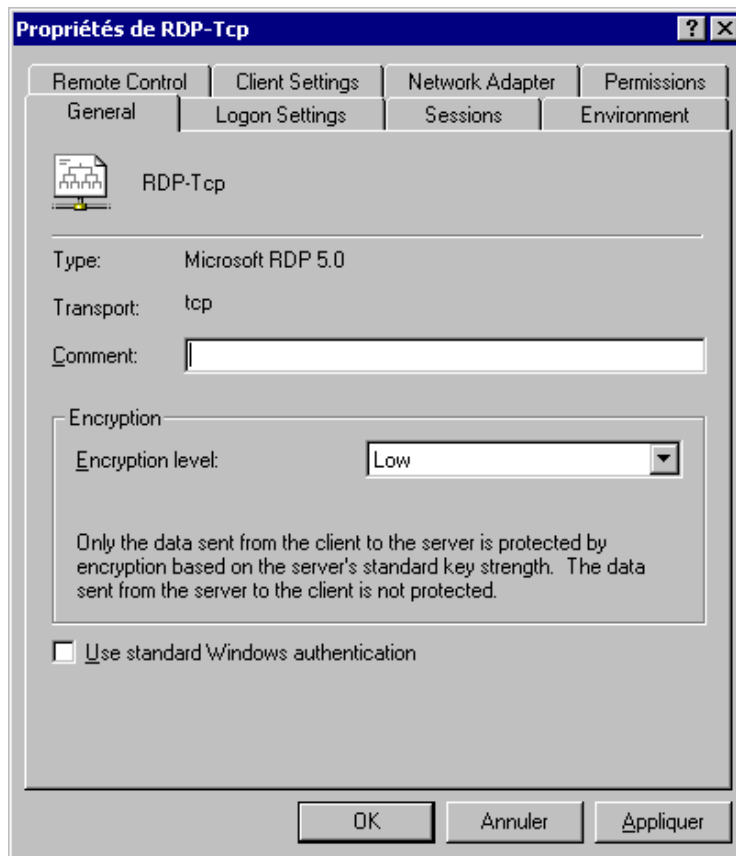 Propriétés de RDP-Tcp
Remote Control Client Settings Network Adapter Permissions
General Logon Settings Sessions Environment
RDP-Tcp
Type: Microsoft RDP 5.0
Transport: tcp
Comment:
Encryption
Encryption level: Low
Only the data sent from the client to the server is protected by
encryption based on the server's standard key strength. The data
sent from the server to the client is not protected.
Use standard Windows authentication
OK Annuler Appliquer